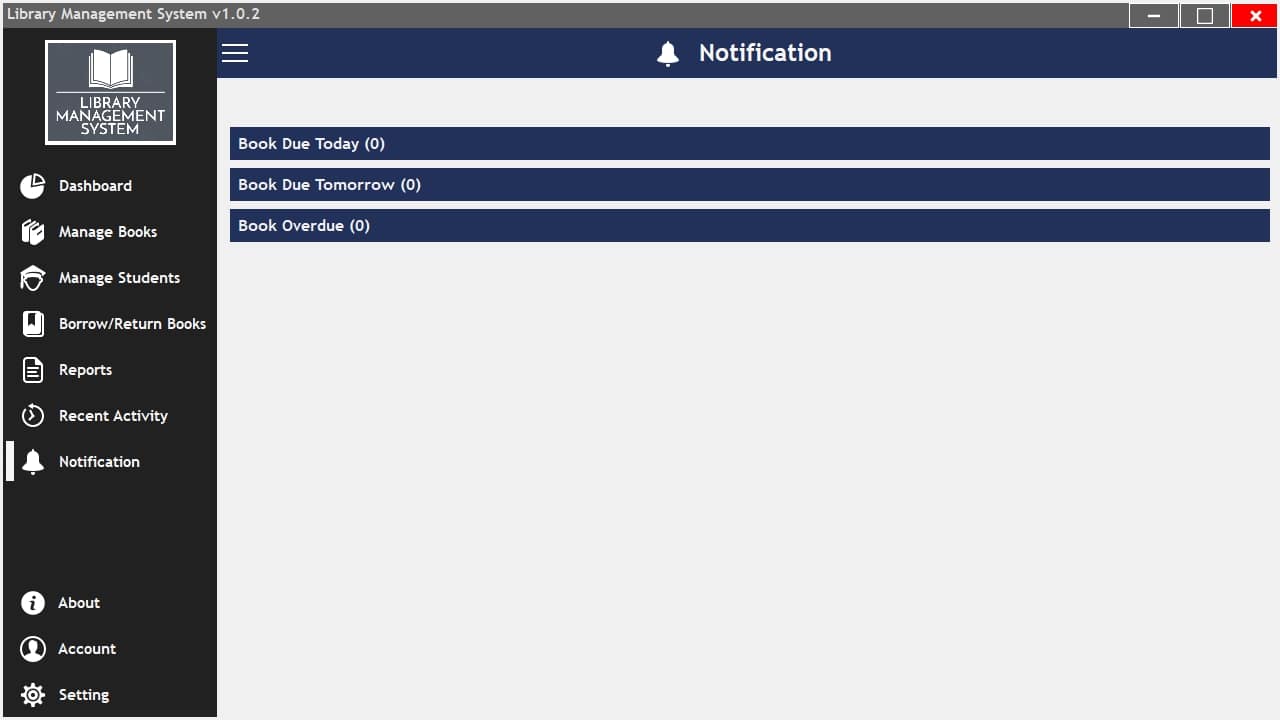 Library Management System v1.0.2
LIBRARY
MANAGEMENT
SYSTEM
Dashboard
Manage Books
Manage Students
Borrow/Return Books
Reports
Recent Activity
Notification
About
Account
Setting
Notification
Book Due Today (0)
Book Due Tomorrow (0)
Book Overdue (0)